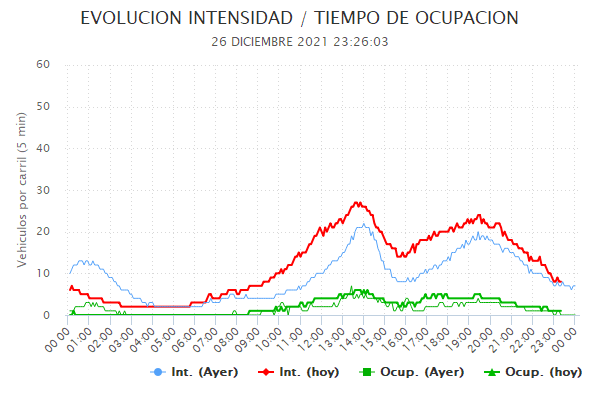 EVOLUCION INTENSIDAD / TIEMPO DE OCUPACION
26 DICIEMBRE 2021 23:26:03
Vehiculos por carril (5 min)
60
50
40
30
20
10
0
00:00 01:00 02:00 03:00 04:00 05:00 06:00 07:00 08:00 09:00 10:00 11:00 12:00 13:00 14:00 15:00 16:00 17:00 18:00 19:00 20:00 21:00 22:00 23:00 00:00
Int. (Ayer) Int. (hoy) Ocup. (Ayer) Ocup. (hoy)